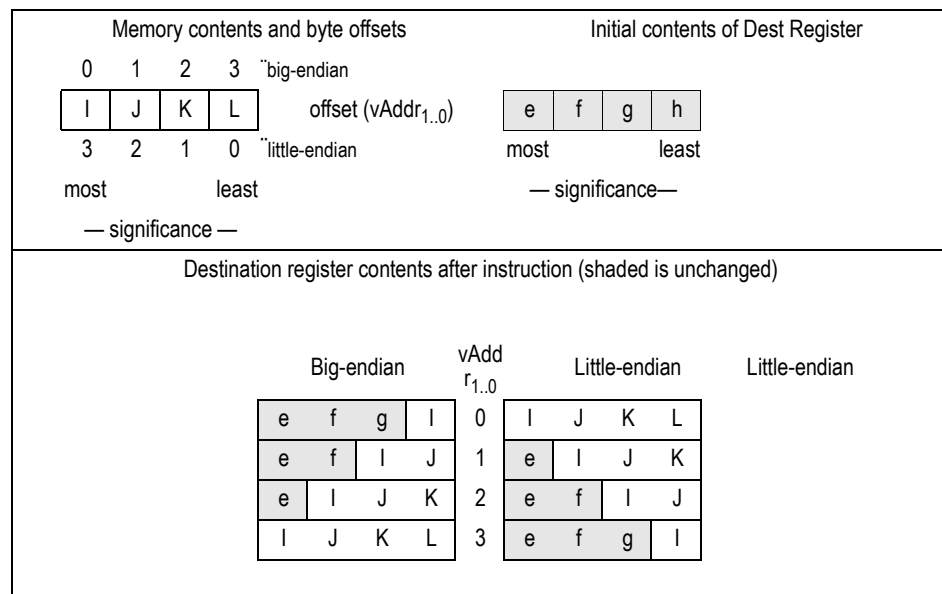 Memory contents and byte offsets Initial contents of Dest Register
0 1 2 3 ¨big-endian
I J K L offset (vAddr1..0) e f g h
3 2 1 0 ¨little-endian most least
most least — significance—
— significance —
Destination register contents after instruction (shaded is unchanged)
Big-endian vAdd
r1..0 Little-endian Little-endian
e f g I 0 I J K L
e f I J 1 e I J K
e I J K 2 e f I J
I J K L 3 e f g I